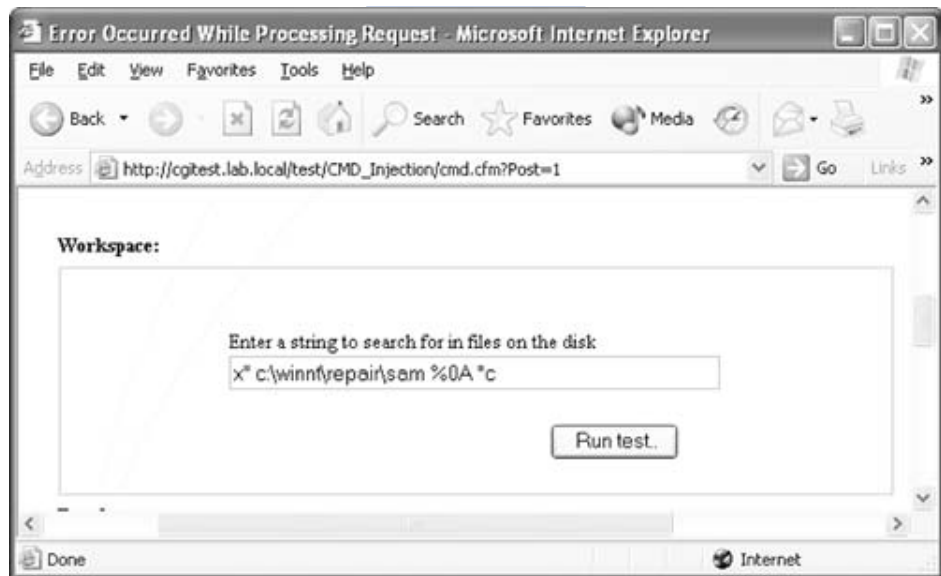 Error Occurred While Processing Request - Microsoft Internet Explorer
File Edit View Favorites Tools Help
Back Search Favorites Media »
Address http://cgitest.lab.local/test/CMD_Injection/cmd.cfm?Post=1 Go Links »
Workspace:
Enter a string to search for in files on the disk
x" c:\winnt\repair\sam %0A "c
Run test..
Done Internet